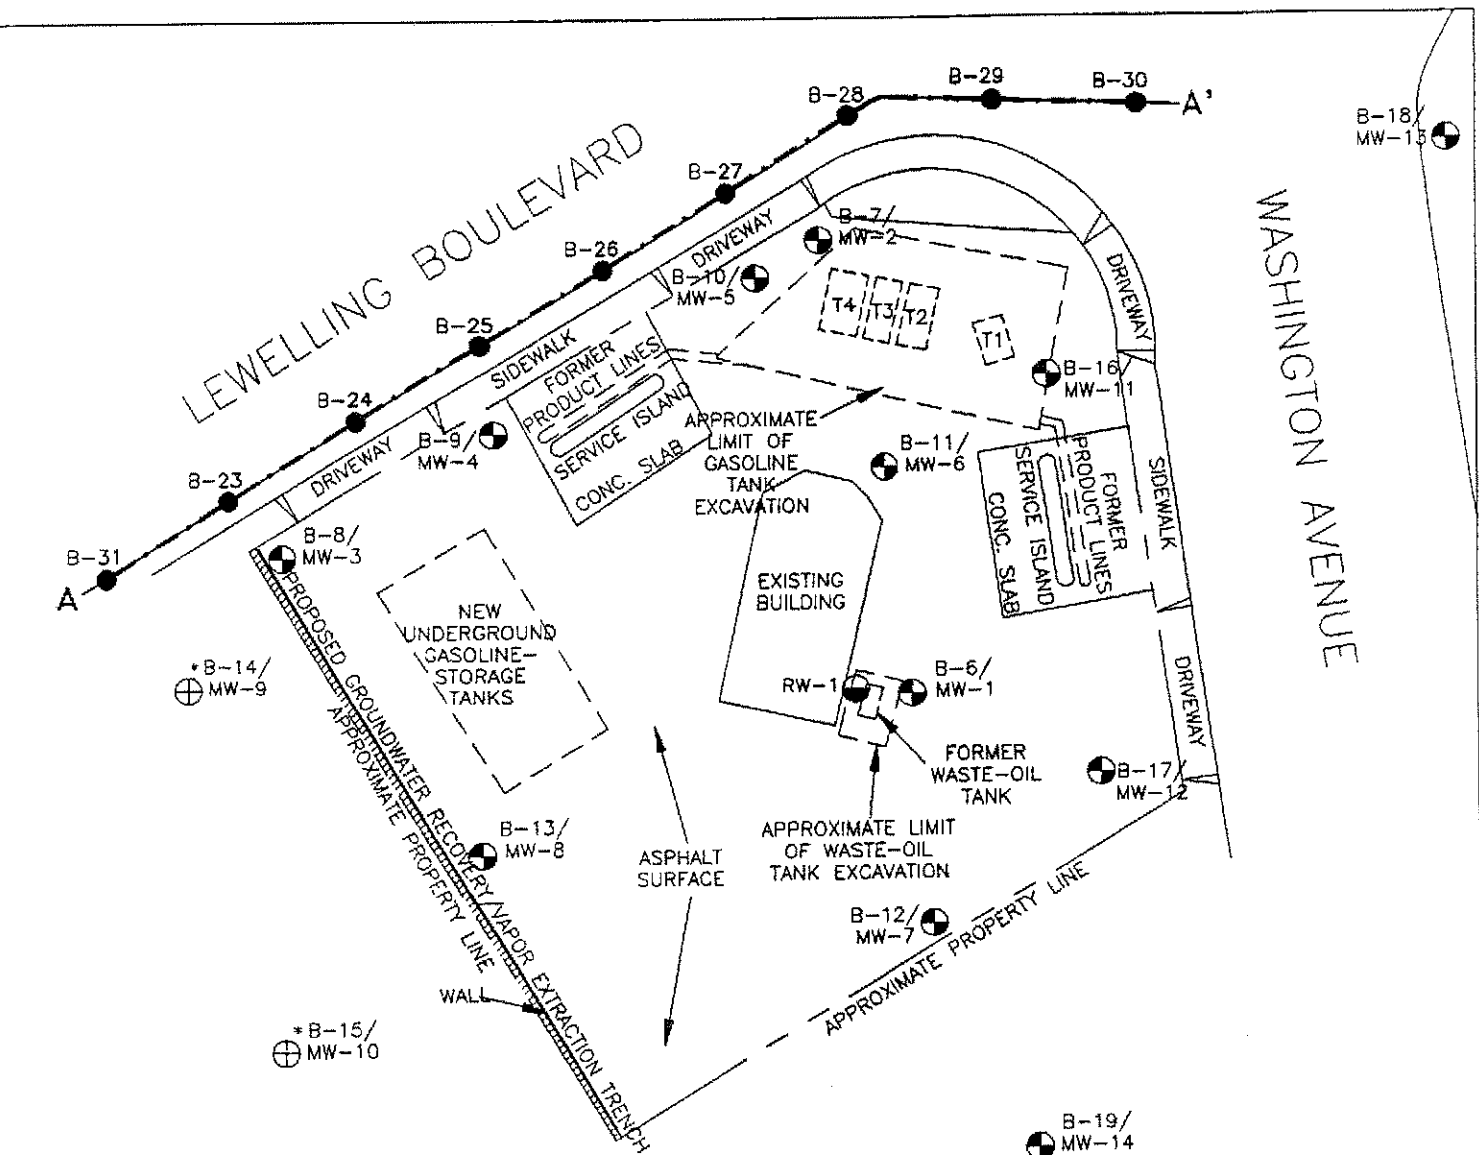 B-28
B-29
B-30
A'
B-18/
MW-13
B-27
LEWELLING BOULEVARD
WASHINGTON AVENUE
B-26
DRIVEWAY
B-7/
MW-2
B-10/
MW-5
DRIVEWAY
T4
T3
T2
T1
B-25
SIDEWALK
FORMER
PRODUCT LINES
SERVICE ISLAND
CONC. SLAB
B-16/
MW-11
B-24
DRIVEWAY
B-9/
MW-4
APPROXIMATE
LIMIT OF
GASOLINE
TANK
EXCAVATION
B-11/
MW-6
FORMER
PRODUCT LINES
SERVICE ISLAND
CONC. SLAB
SIDEWALK
B-23
B-31
A
B-8/
MW-3
EXISTING
BUILDING
NEW
UNDERGROUND
GASOLINE-
STORAGE
TANKS
* B-14/
MW-9
PROPOSED GROUNDWATER RECOVERY/VAPOR EXTRACTION TRENCH
APPROXIMATE PROPERTY LINE
RW-1
B-6/
MW-1
DRIVEWAY
FORMER
WASTE-OIL
TANK
B-17/
MW-12
B-13/
MW-8
ASPHALT
SURFACE
APPROXIMATE LIMIT
OF WASTE-OIL
TANK EXCAVATION
B-12/
MW-7
APPROXIMATE PROPERTY LINE
WALL
* B-15/
MW-10
B-19/
MW-14